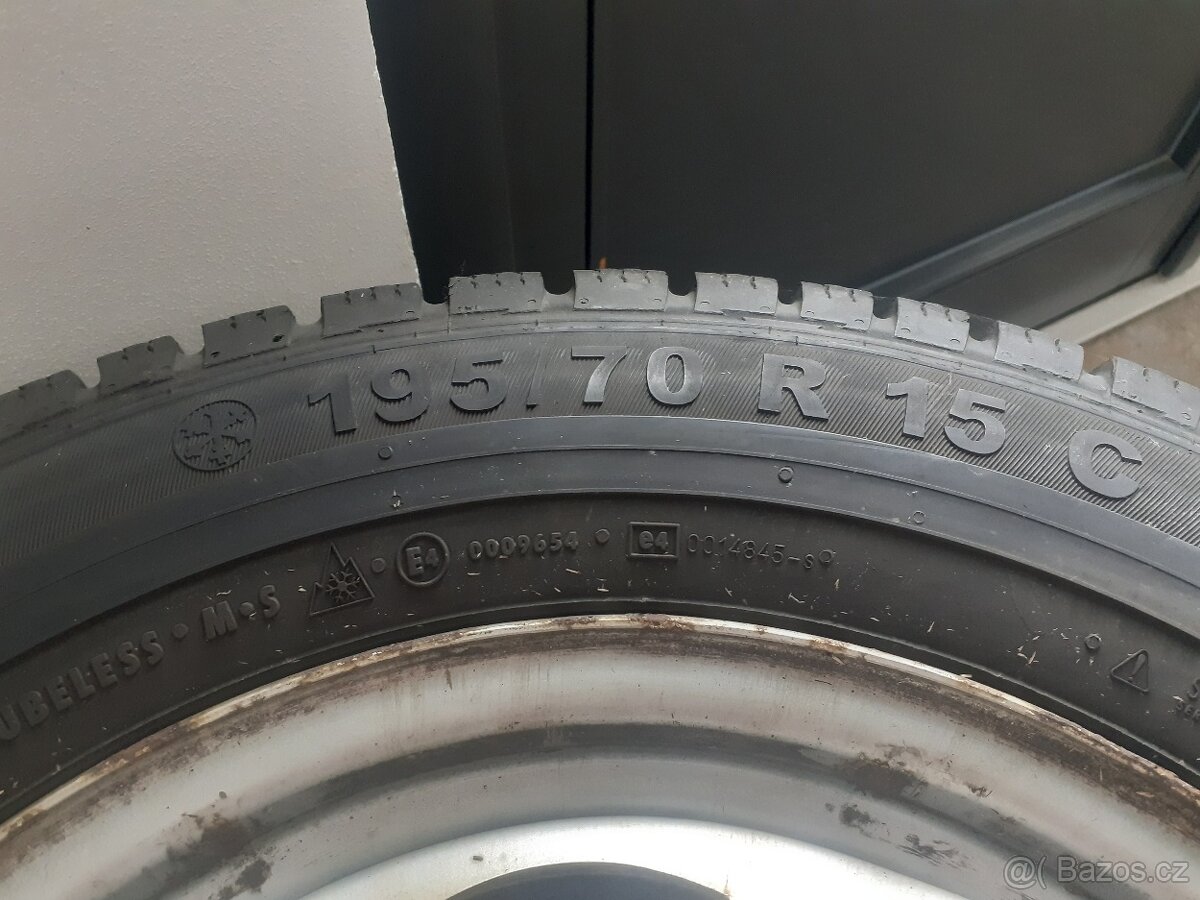 195/70 R 15 C
UBELESS • M•S E4 0009654 • e4 0014845-s
@( Bazos.cz